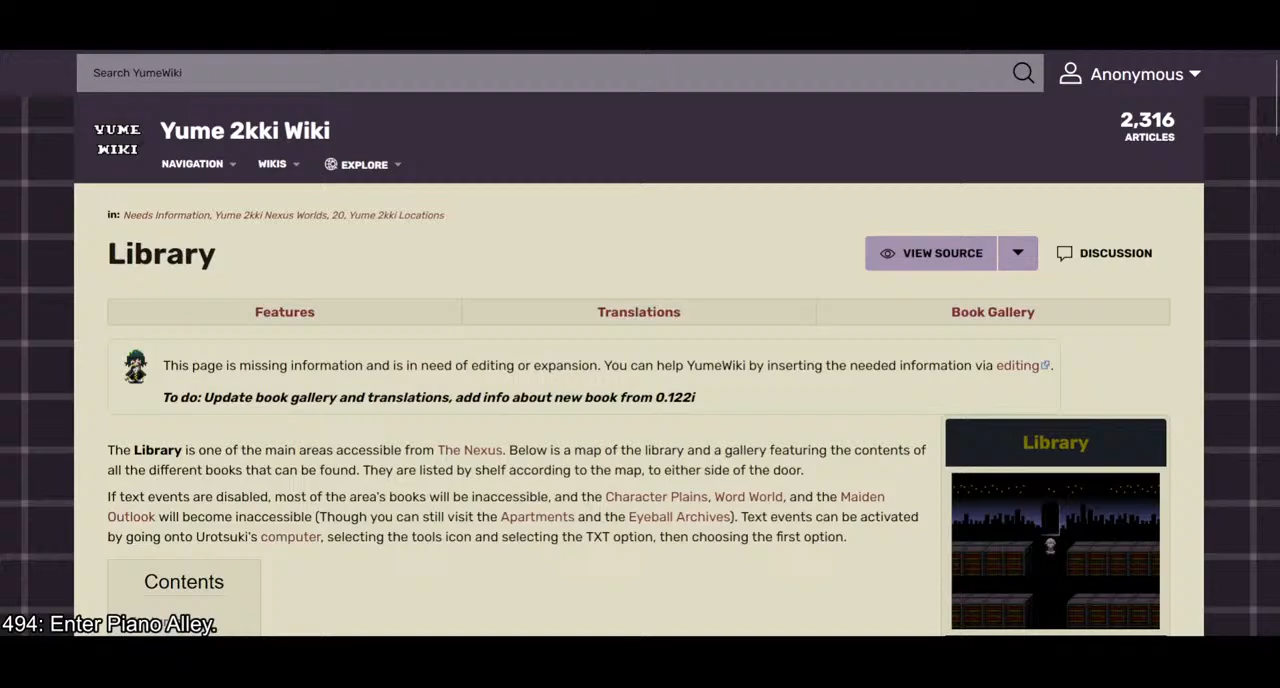 Search YumeWiki
Anonymous
YUME
WIKI
Yume 2kki Wiki
2,316
ARTICLES
NAVIGATION
WIKIS
EXPLORE
in: Needs Information, Yume 2kki Nexus Worlds, 20, Yume 2kki Locations
Library
VIEW SOURCE
DISCUSSION
Features
Translations
Book Gallery
This page is missing information and is in need of editing or expansion. You can help YumeWiki by inserting the needed information via editing.
To do: Update book gallery and translations, add info about new book from 0.122i
Library
The Library is one of the main areas accessible from The Nexus. Below is a map of the library and a gallery featuring the contents of
all the different books that can be found. They are listed by shelf according to the map, to either side of the door.
If text events are disabled, most of the area's books will be inaccessible, and the Character Plains, Word World, and the Maiden
Outlook will become inaccessible (Though you can still visit the Apartments and the Eyeball Archives). Text events can be activated
by going onto Urotsuki's computer, selecting the tools icon and selecting the TXT option, then choosing the first option.
Contents
494: Enter Piano Alley.